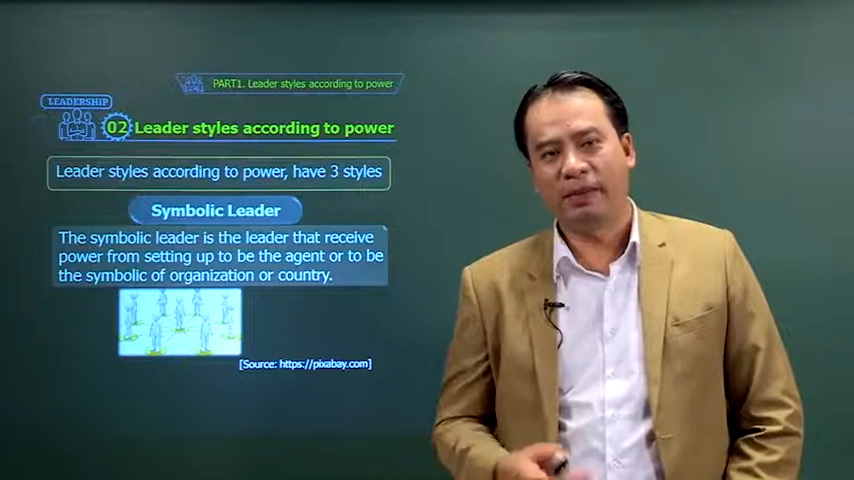 PART1. Leader styles according to power
LEADERSHIP
02 Leader styles according to power
Leader styles according to power, have 3 styles
Symbolic Leader
The symbolic leader is the leader that receive
power from setting up to be the agent or to be
the symbolic of organization or country.
[Source: https://pixabay.com]